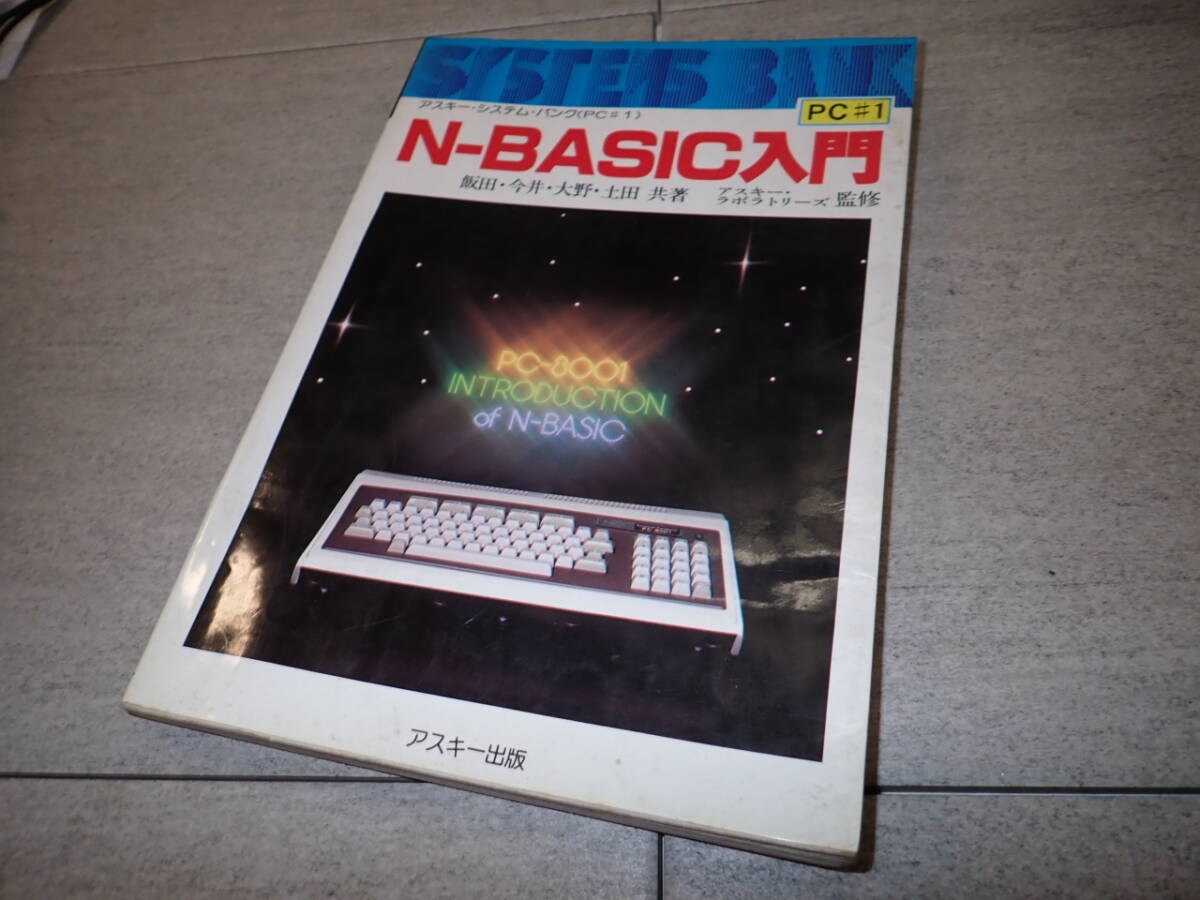 SYSTEMS BANK
アスキー・システム・バンク(PC♯1)
PC♯1
N-BASIC入門
飯田・今井・大野・土田 共著 アスキー・ラボラトリーズ 監修
PC-8001
INTRODUCTION
of N-BASIC
PC-8001
アスキー出版